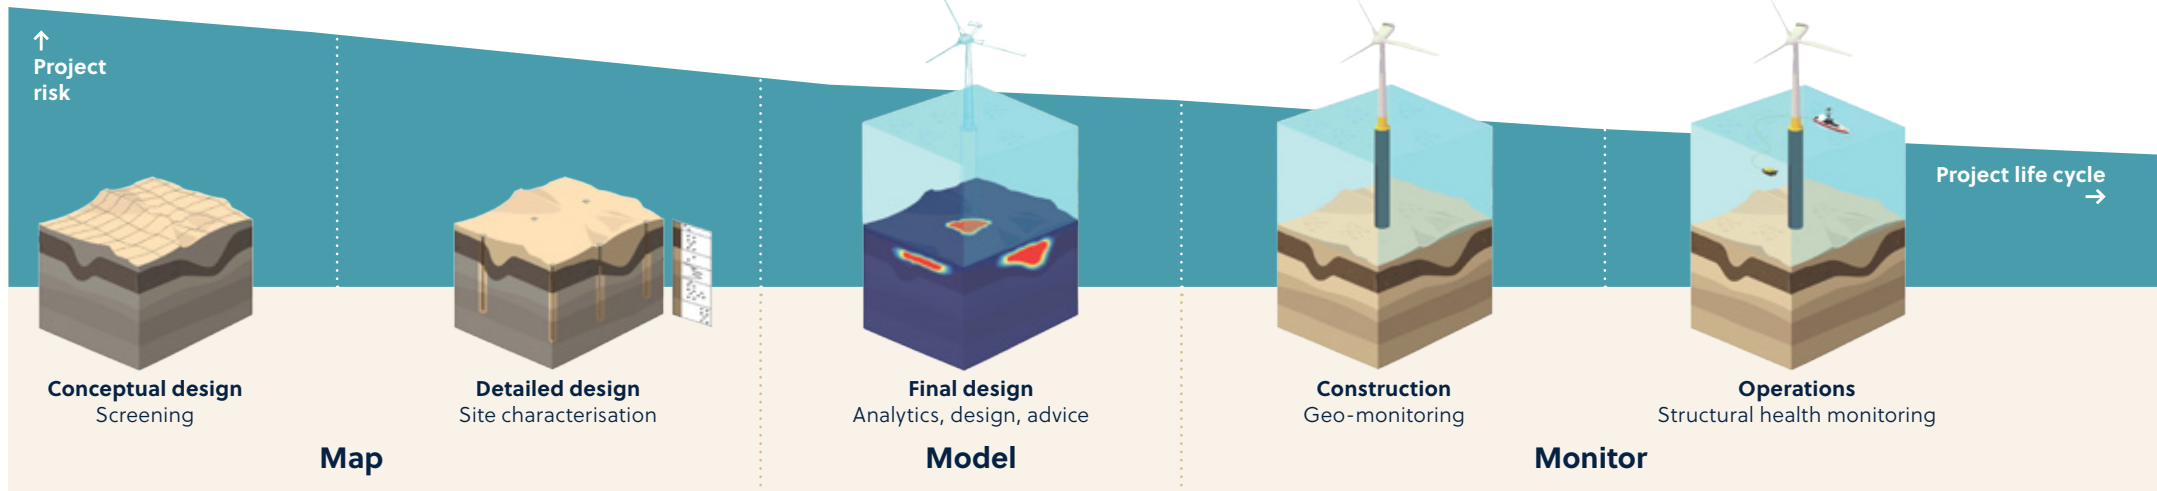 ↑
Project
risk
Project life cycle
→
Conceptual design
Screening
Detailed design
Site characterisation
Final design
Analytics, design, advice
Construction
Geo-monitoring
Operations
Structural health monitoring
Map
Model
Monitor